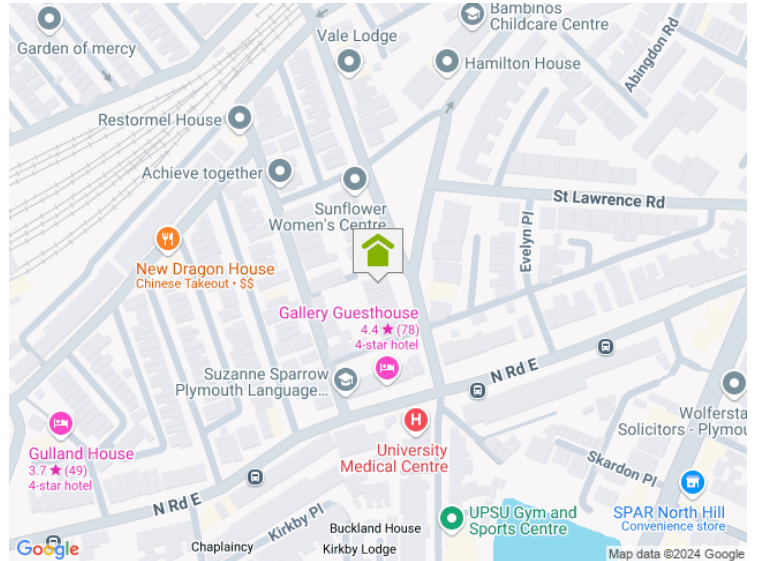 Garden of mercy
Vale Lodge
Bambinos
Childcare Centre
Hamilton House
Abingdon Rd
Restormel House
Achieve together
Sunflower
Women's Centre
St Lawrence Rd
Evelyn Pl
New Dragon House
Chinese Takeout • $$
Gallery Guesthouse
4.4 ★ (78)
4-star hotel
Suzanne Sparrow
Plymouth Language...
N Rd E
Wolfersta
Solicitors - Plymou
University
Medical Centre
Gulland House
3.7 ★ (49)
4-star hotel
Skardon Pl
N Rd E
Kirkby Pl
SPAR North Hill
Convenience store
UPSU Gym and
Sports Centre
Buckland House
Chaplaincy
Kirkby Lodge
Google
Map data ©2024 Google